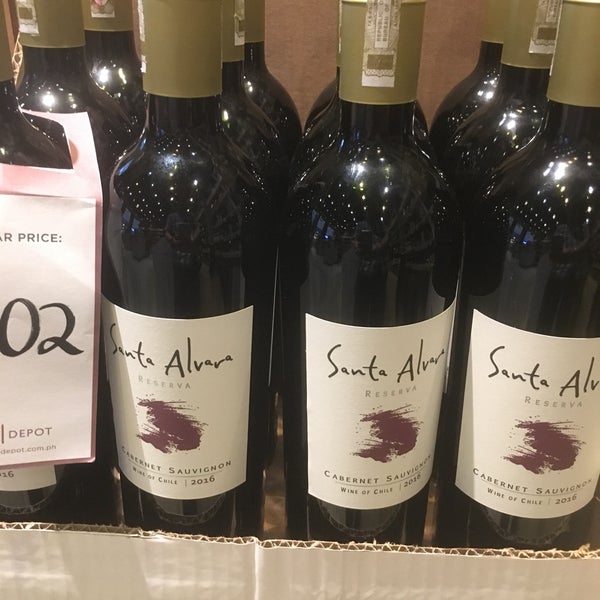 AR PRICE:
02
DEPOT
depot.com.ph
2016
Santa Alvara
RESERVA
CABERNET SAUVIGNON
WINE OF CHILE | 2016
Santa Alvara
RESERVA
CABERNET SAUVIGNON
WINE OF CHILE | 2016
Santa Alv
RESERVA
CABERNET SAUVIGNON
WINE OF CHILE | 2016